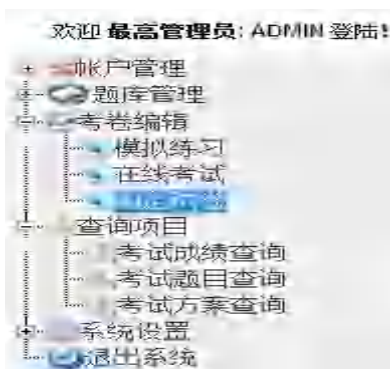 欢迎 最高管理员: ADMIN 登陆!
帐户管理
题库管理
考卷编辑
模拟练习
在线考试
查询项目
考试成绩查询
考试题目查询
考试方案查询
系统设置
退出系统